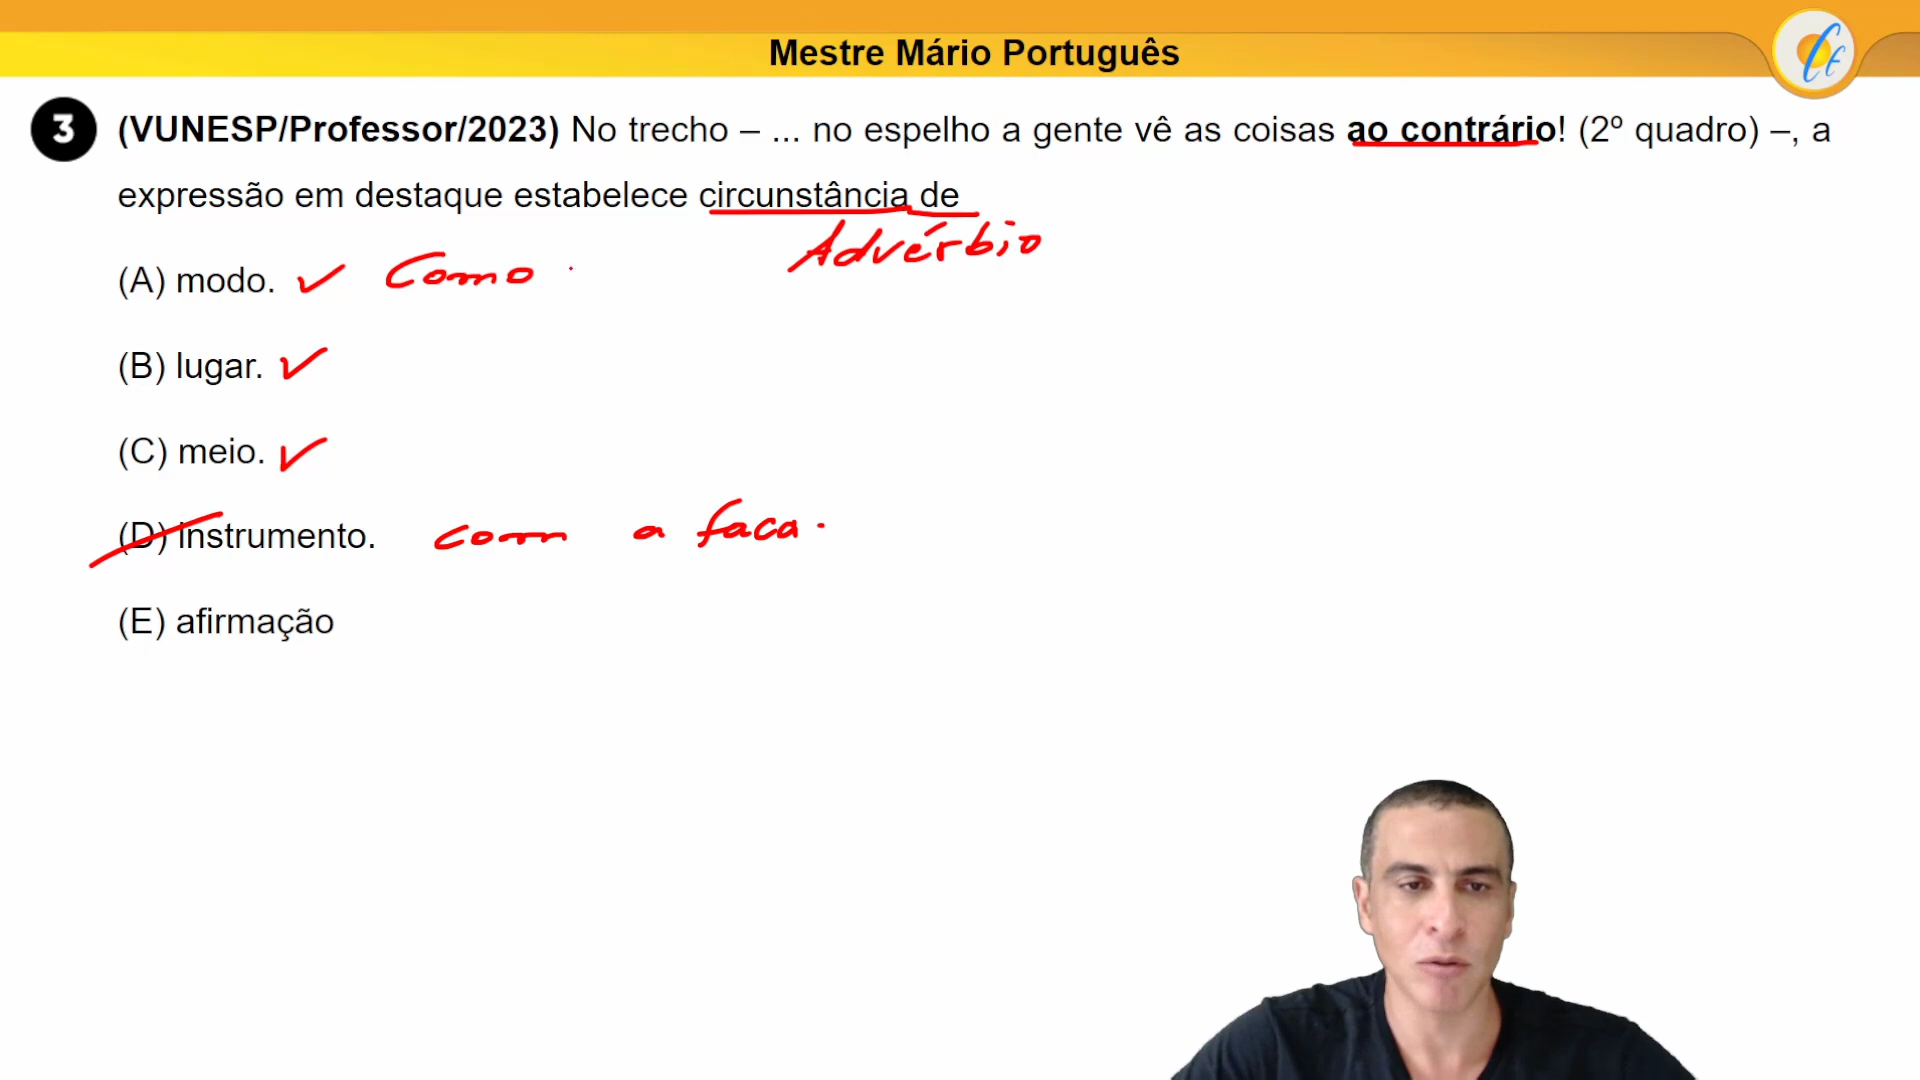 Mestre Mário Português
3 (VUNESP/Professor/2023) No trecho – ... no espelho a gente vê as coisas ao contrário! (2º quadro) –, a
expressão em destaque estabelece circunstância de
Advérbio
(A) modo. ✓ Como
(B) lugar. ✓
(C) meio. ✓
(D) instrumento. com a faca.
(E) afirmação